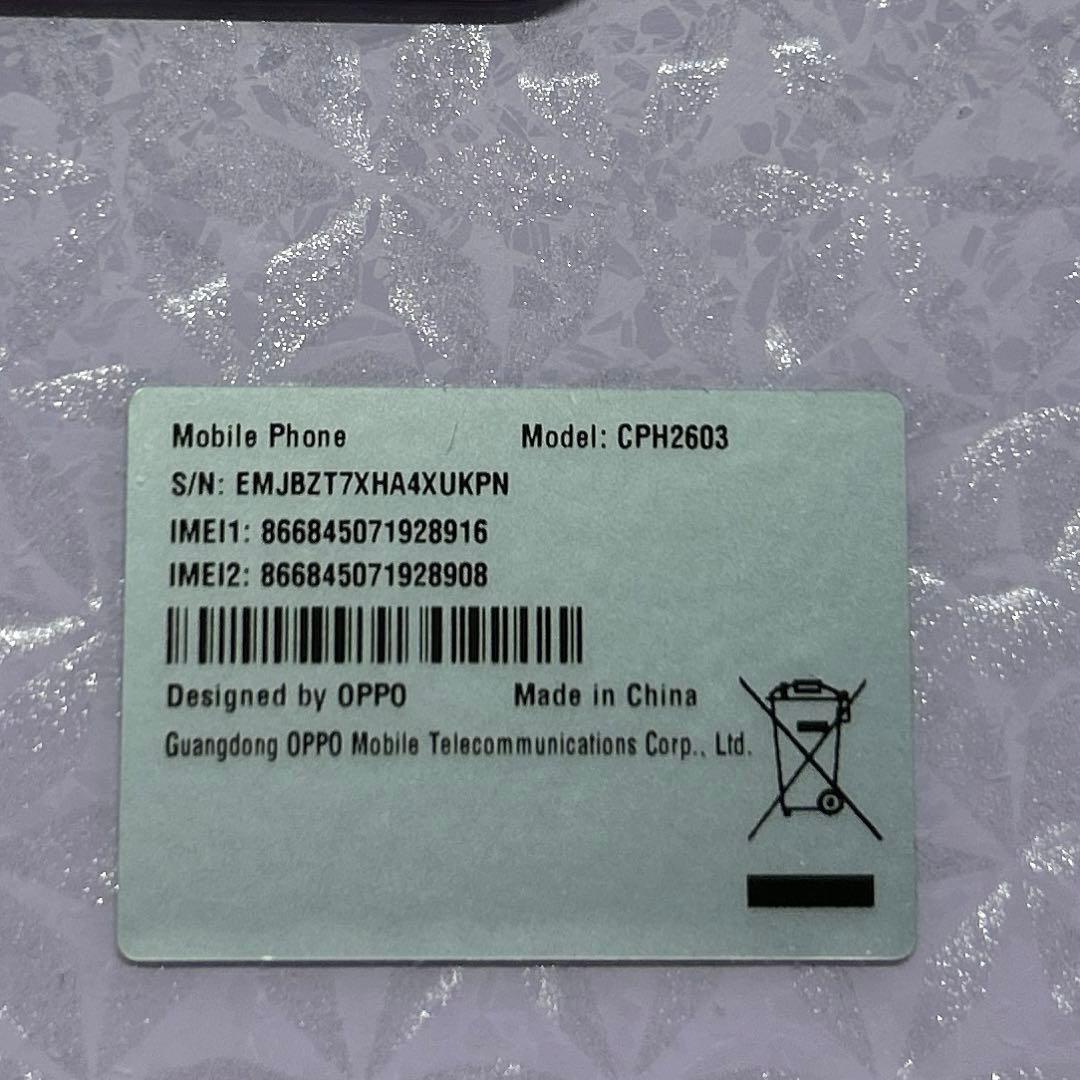 Mobile Phone Model: CPH2603
S/N: EMJBZT7XHA4XUKPN
IMEI1: 866845071928916
IMEI2: 866845071928908
Designed by OPPO Made in China
Guangdong OPPO Mobile Telecommunications Corp., Ltd.